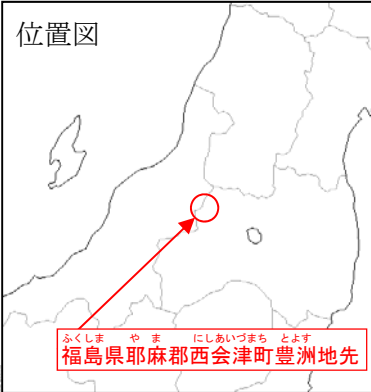 位置図
ふくしま や ま にしあいづまち とよす
福島県耶麻郡西会津町豊洲地先